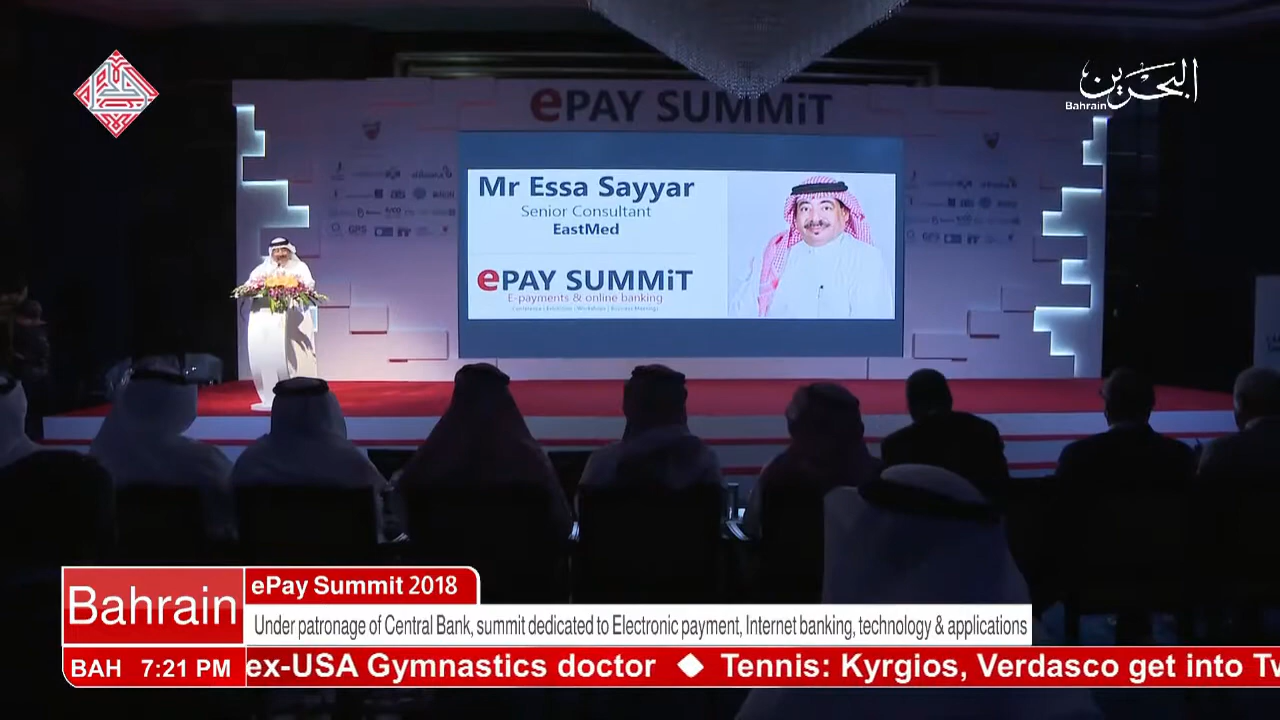 البحرين
Bahrain
ePAY SUMMiT
Mr Essa Sayyar
Senior Consultant
EastMed
ePAY SUMMiT
E-payments & online banking
GPS
Bahrain
ePay Summit 2018
Under patronage of Central Bank, summit dedicated to Electronic payment, Internet banking, technology & applications
BAH 7:21 PM
ex-USA Gymnastics doctor ◆ Tennis: Kyrgios, Verdasco get into Tw